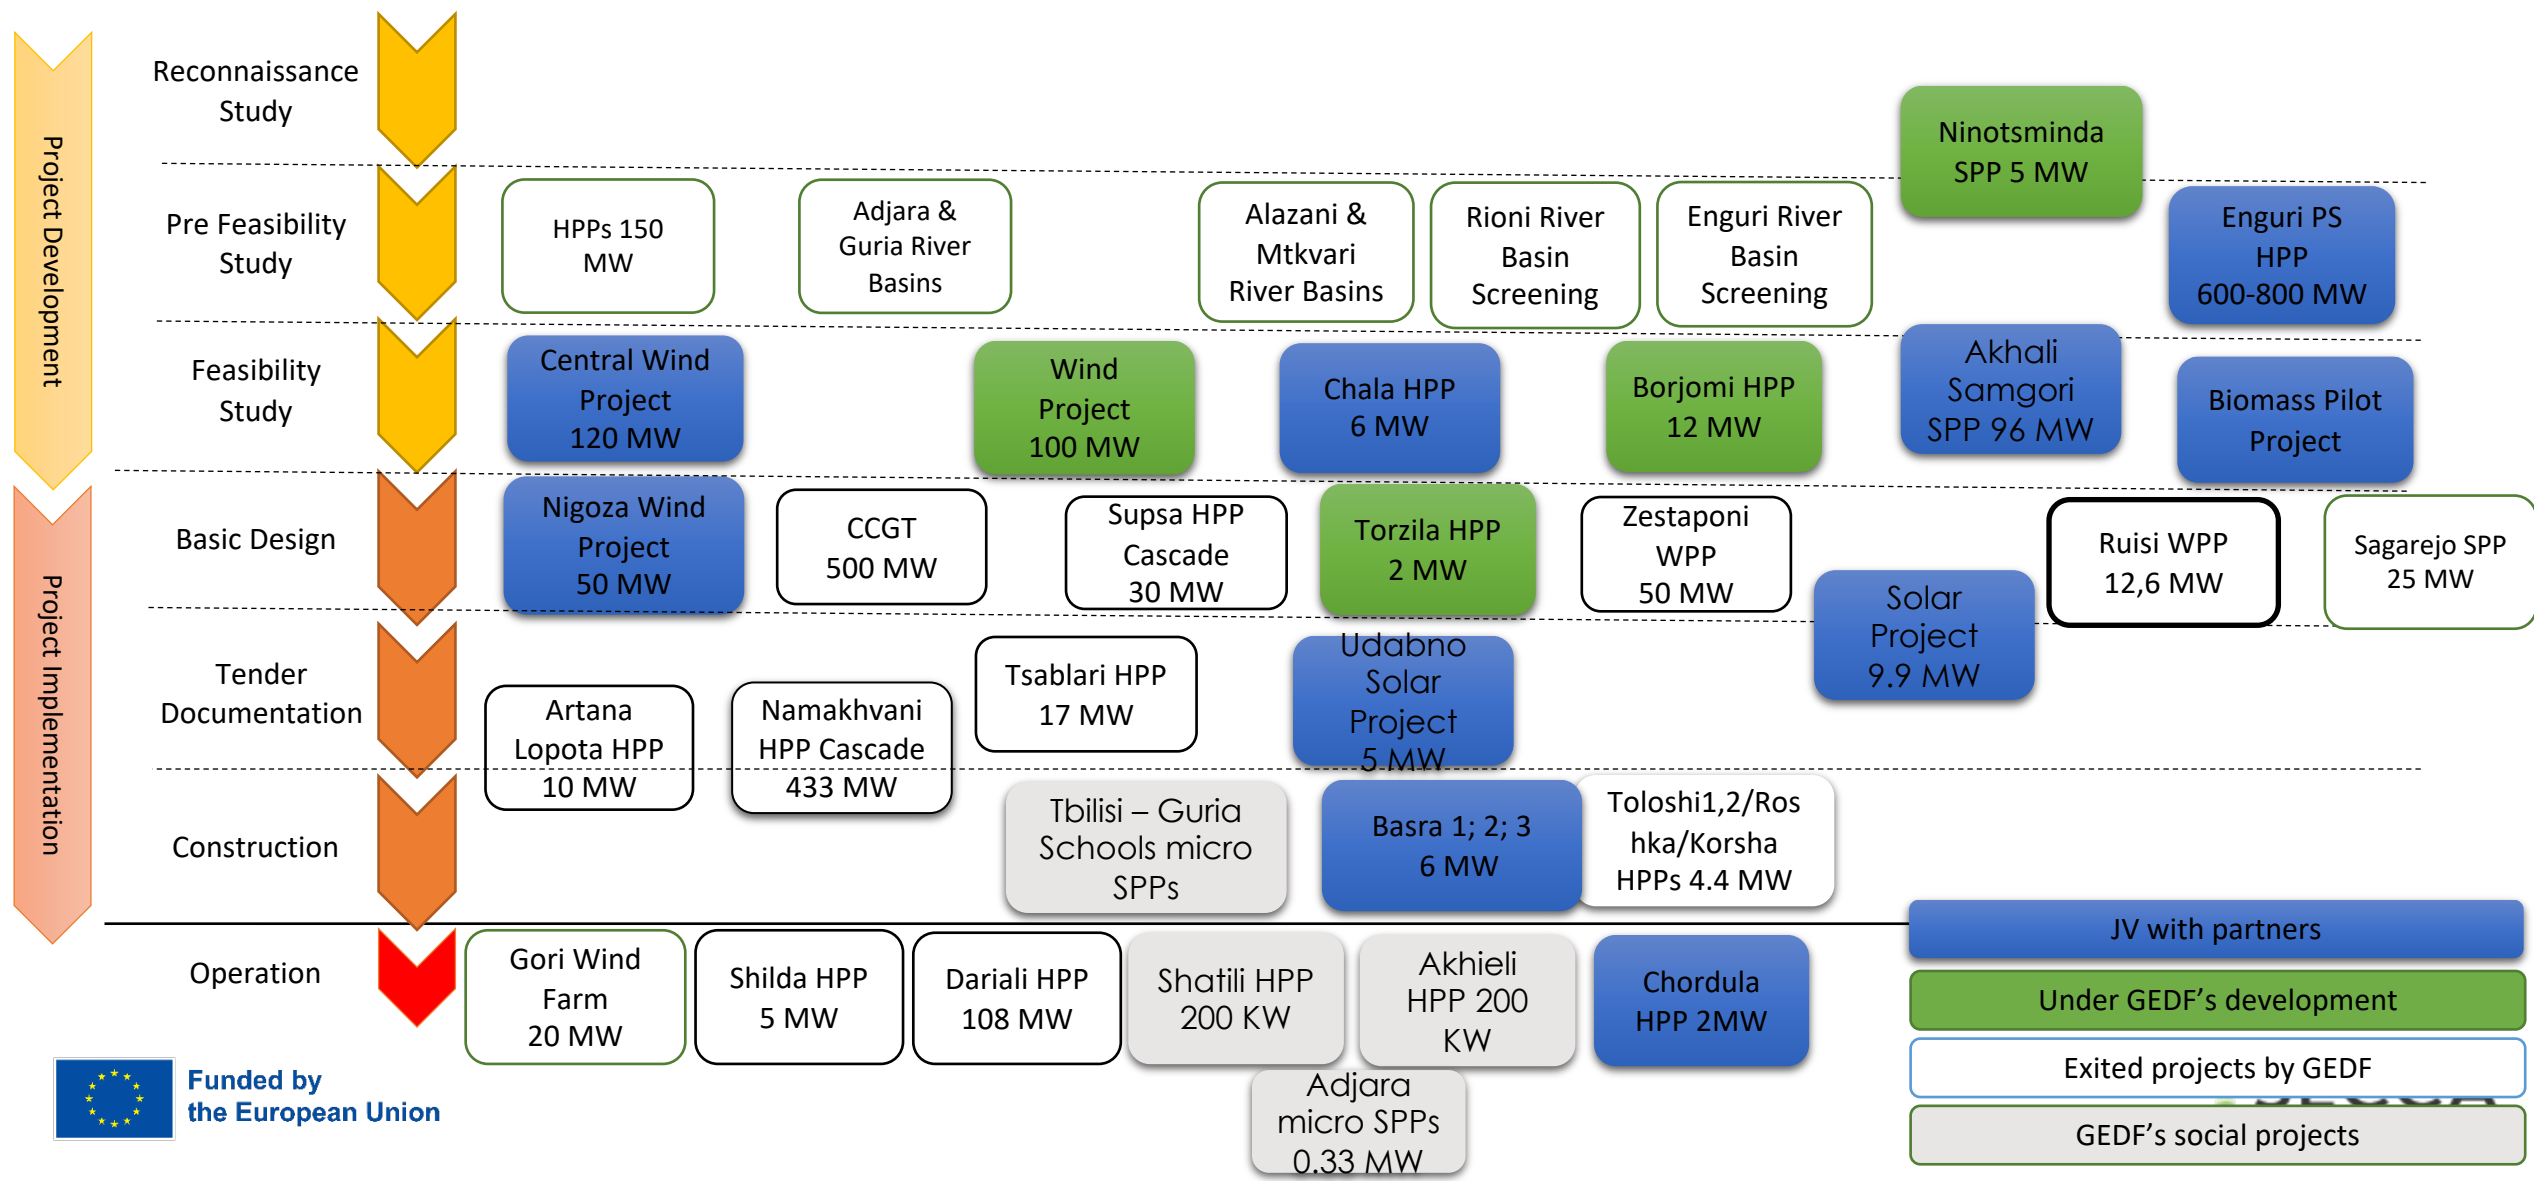 Project Development
Project Implementation
Reconnaissance
Study
Ninotsminda
SPP 5 MW
Pre Feasibility
Study
HPPs 150
MW
Adjara &
Guria River
Basins
Alazani &
Mtkvari
River Basins
Rioni River
Basin
Screening
Enguri River
Basin
Screening
Enguri PS
HPP
600-800 MW
Feasibility
Study
Central Wind
Project
120 MW
Wind
Project
100 MW
Chala HPP
6 MW
Borjomi HPP
12 MW
Akhali
Samgori
SPP 96 MW
Biomass Pilot
Project
Basic Design
Nigoza Wind
Project
50 MW
CCGT
500 MW
Supsa HPP
Cascade
30 MW
Torzila HPP
2 MW
Zestaponi
WPP
50 MW
Solar
Project
9.9 MW
Ruisi WPP
12,6 MW
Sagarejo SPP
25 MW
Tender
Documentation
Artana
Lopota HPP
10 MW
Namakhvani
HPP Cascade
433 MW
Tsablari HPP
17 MW
Udabno
Solar
Project
5 MW
Construction
Tbilisi – Guria
Schools micro
SPPs
Basra 1; 2; 3
6 MW
Toloshi1,2/Ros
hka/Korsha
HPPs 4.4 MW
Operation
Gori Wind
Farm
20 MW
Shilda HPP
5 MW
Dariali HPP
108 MW
Shatili HPP
200 KW
Akhieli
HPP 200
KW
Chordula
HPP 2MW
Adjara
micro SPPs
0.33 MW
JV with partners
Under GEDF's development
Exited projects by GEDF
SECCA
GEDF's social projects
Funded by
the European Union